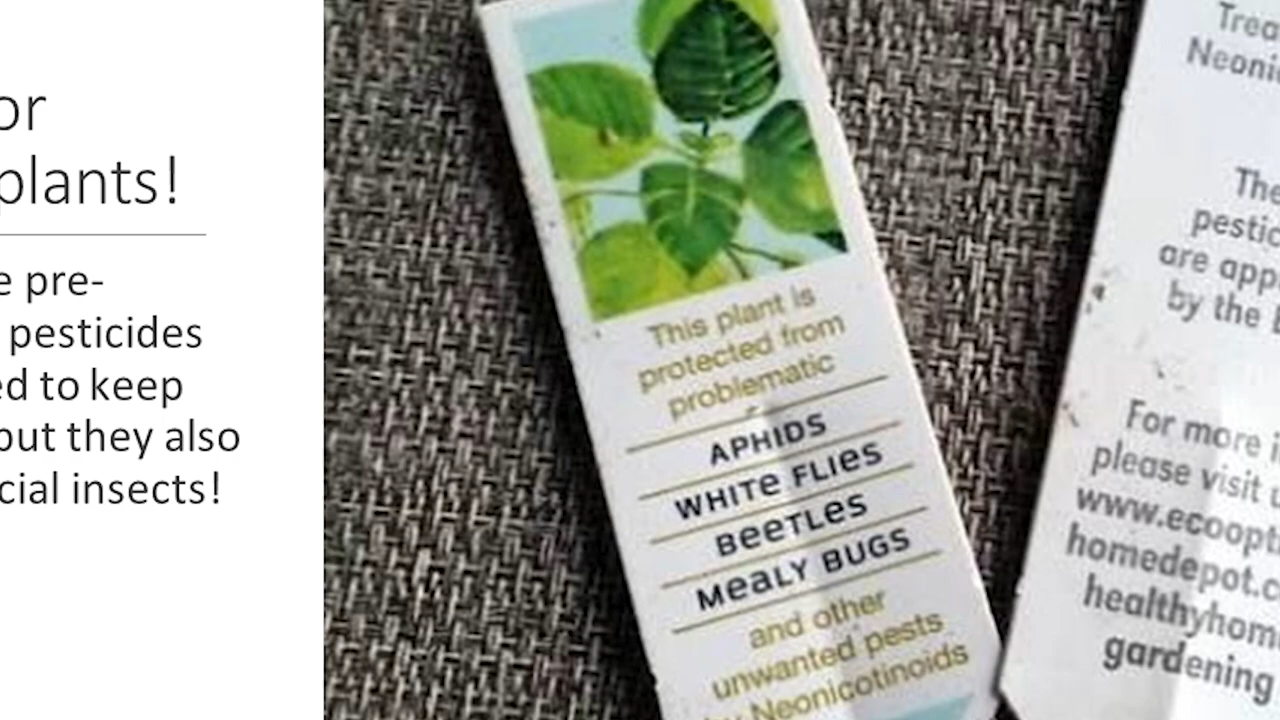 or
plants!
e pre-
pesticides
ed to keep
but they also
cial insects!
This plant is
protected from
problematic
APHIDS
WHITE FLIES
BEETLES
MEALY BUGS
and other
unwanted pests
by Neonicotinoids
Trea
Neoni
The
pestic
are app
by the
For more i
please visit u
www.ecoopt
homedepot.c
healthyhom
gardening